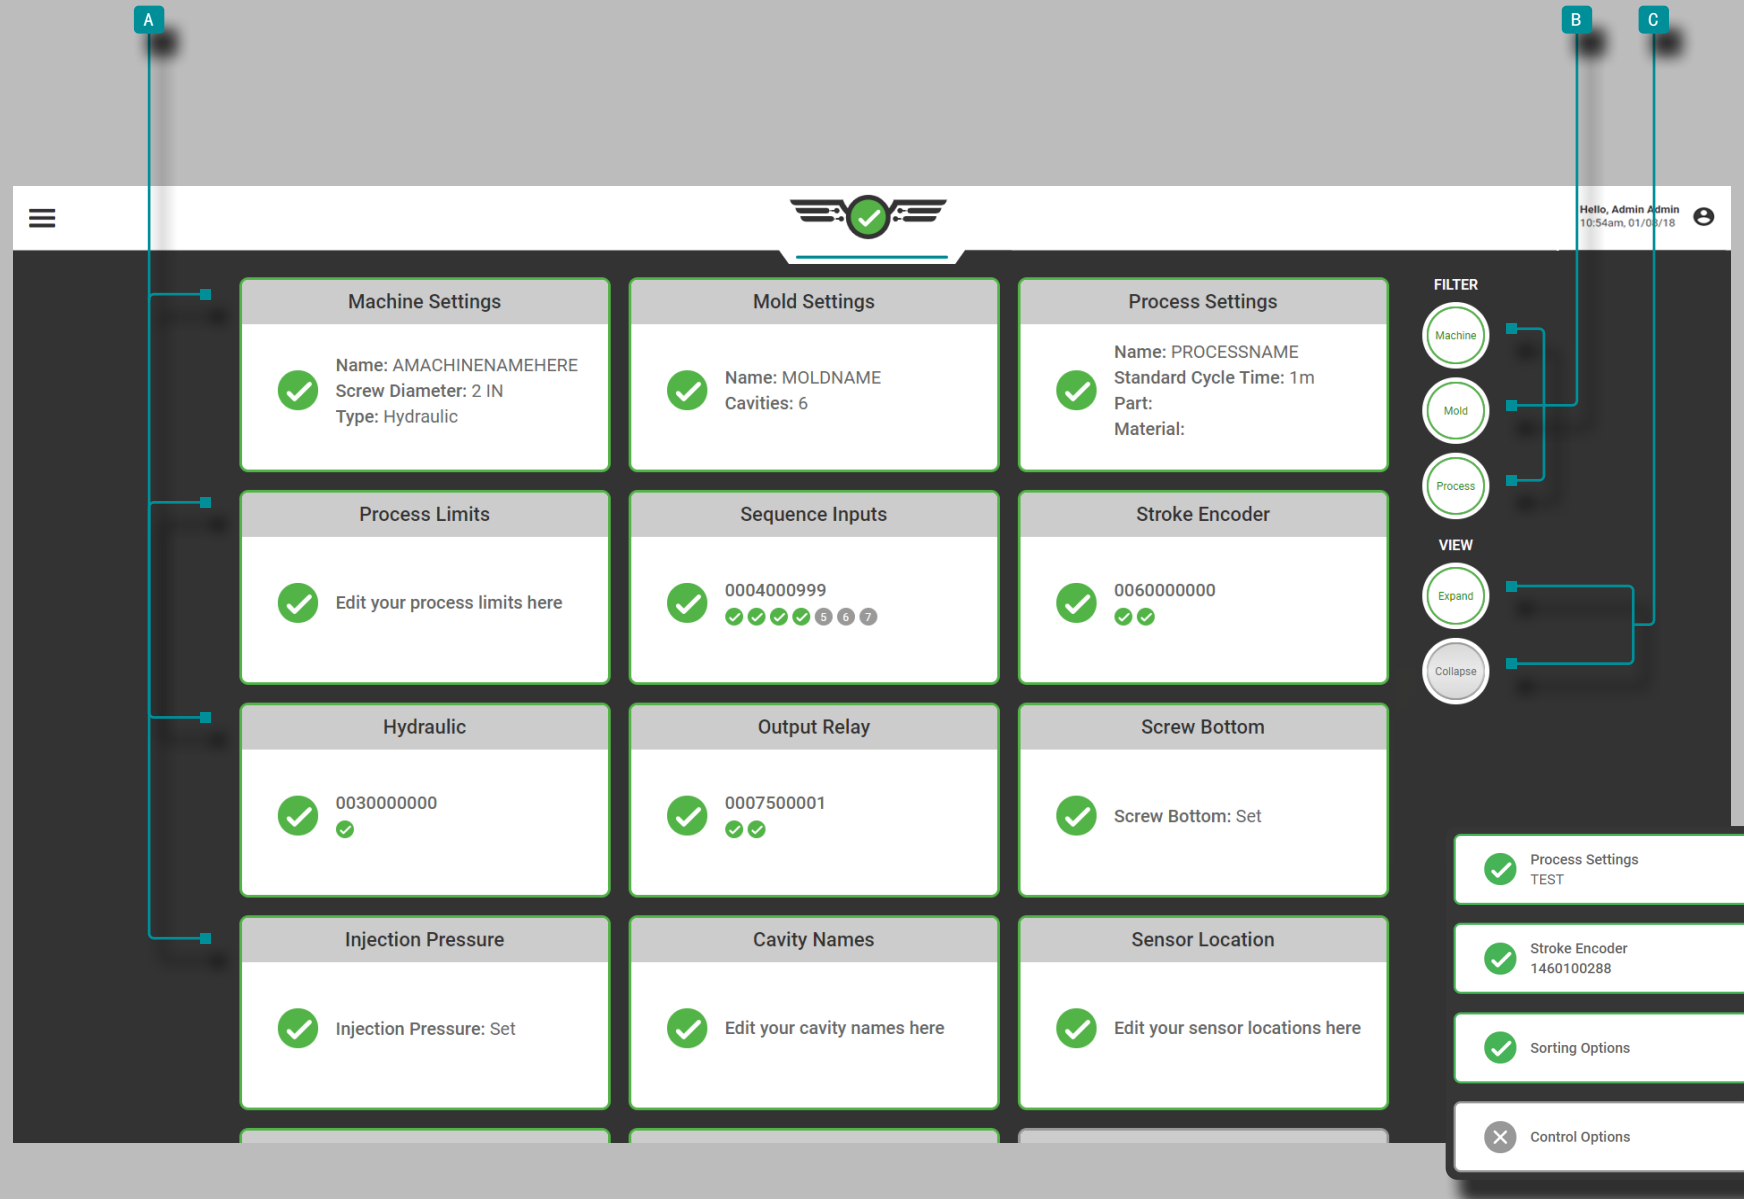 A
B
C
Hello, Admin Admin
10:54am, 01/03/18
Machine Settings
Name: AMACHINENAMEHERE
Screw Diameter: 2 IN
Type: Hydraulic
Mold Settings
Name: MOLDNAME
Cavities: 6
Process Settings
Name: PROCESSNAME
Standard Cycle Time: 1m
Part:
Material:
FILTER
Machine
Mold
Process
VIEW
Expand
Collapse
Process Limits
Edit your process limits here
Sequence Inputs
0004000999
5 6 7
Stroke Encoder
0060000000
Hydraulic
0030000000
Output Relay
0007500001
Screw Bottom
Screw Bottom: Set
Injection Pressure
Injection Pressure: Set
Cavity Names
Edit your cavity names here
Sensor Location
Edit your sensor locations here
Process Settings
TEST
Stroke Encoder
1460100288
Sorting Options
Control Options